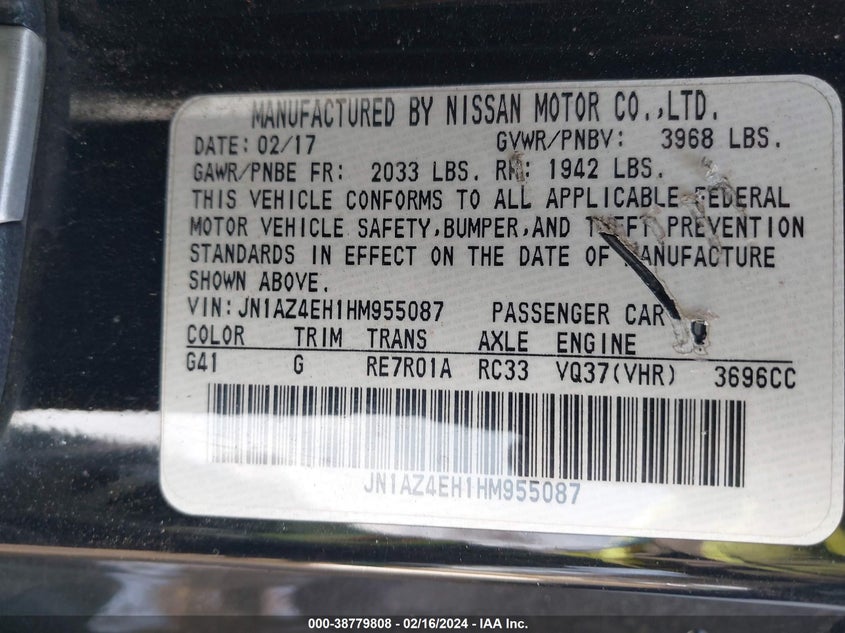 MANUFACTURED BY NISSAN MOTOR CO.,LTD.
DATE: 02/17 GVWR/PNBV: 3968 LBS.
GAWR/PNBE FR: 2033 LBS. RR: 1942 LBS.
THIS VEHICLE CONFORMS TO ALL APPLICABLE FEDERAL
MOTOR VEHICLE SAFETY,BUMPER,AND THEFT PREVENTION
STANDARDS IN EFFECT ON THE DATE OF MANUFACTURE
SHOWN ABOVE.
VIN:JN1AZ4EH1HM955087 PASSENGER CAR
COLOR TRIM TRANS AXLE ENGINE
G41 G RE7R01A RC33 VQ37(VHR) 3696CC
JN1AZ4EH1HM955087
000-38779808 - 02/16/2024 - IAA Inc.